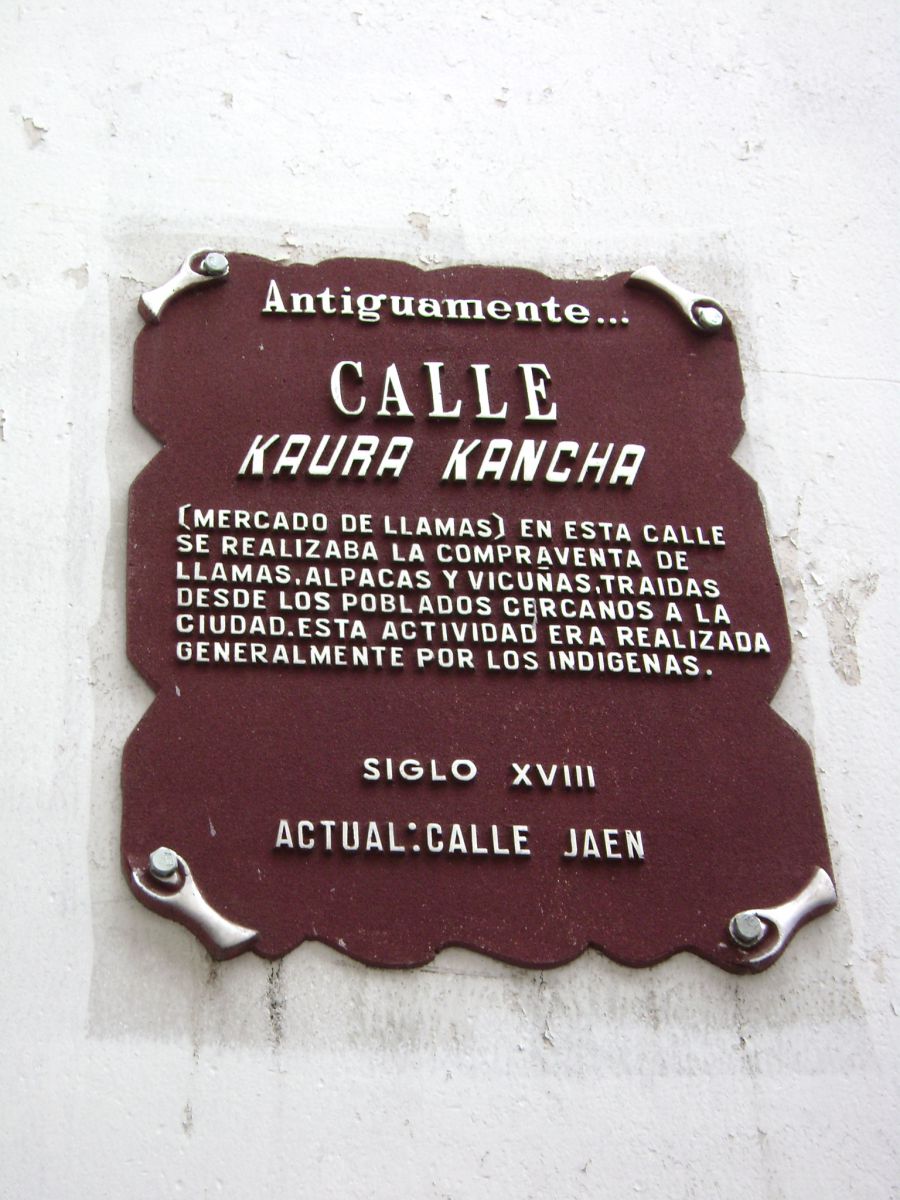 Antiguamente...
CALLE
KAURA KANCHA
(MERCADO DE LLAMAS) EN ESTA CALLE
SE REALIZABA LA COMPRAVENTA DE
LLAMAS.ALPACAS Y VICUÑAS,TRAIDAS
DESDE LOS POBLADOS CERCANOS A LA
CIUDAD.ESTA ACTIVIDAD ERA REALIZADA
GENERALMENTE POR LOS INDIGENAS.
SIGLO XVIII
ACTUAL:CALLE JAEN